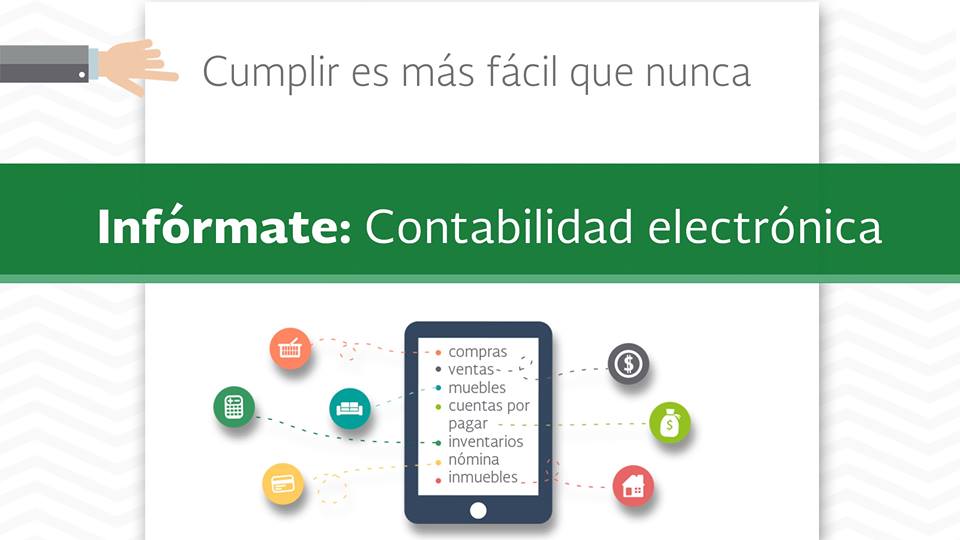 Cumplir es más fácil que nunca
Infórmate: Contabilidad electrónica
compras
ventas
muebles
cuentas por
pagar
inventarios
nómina
inmuebles
$
$